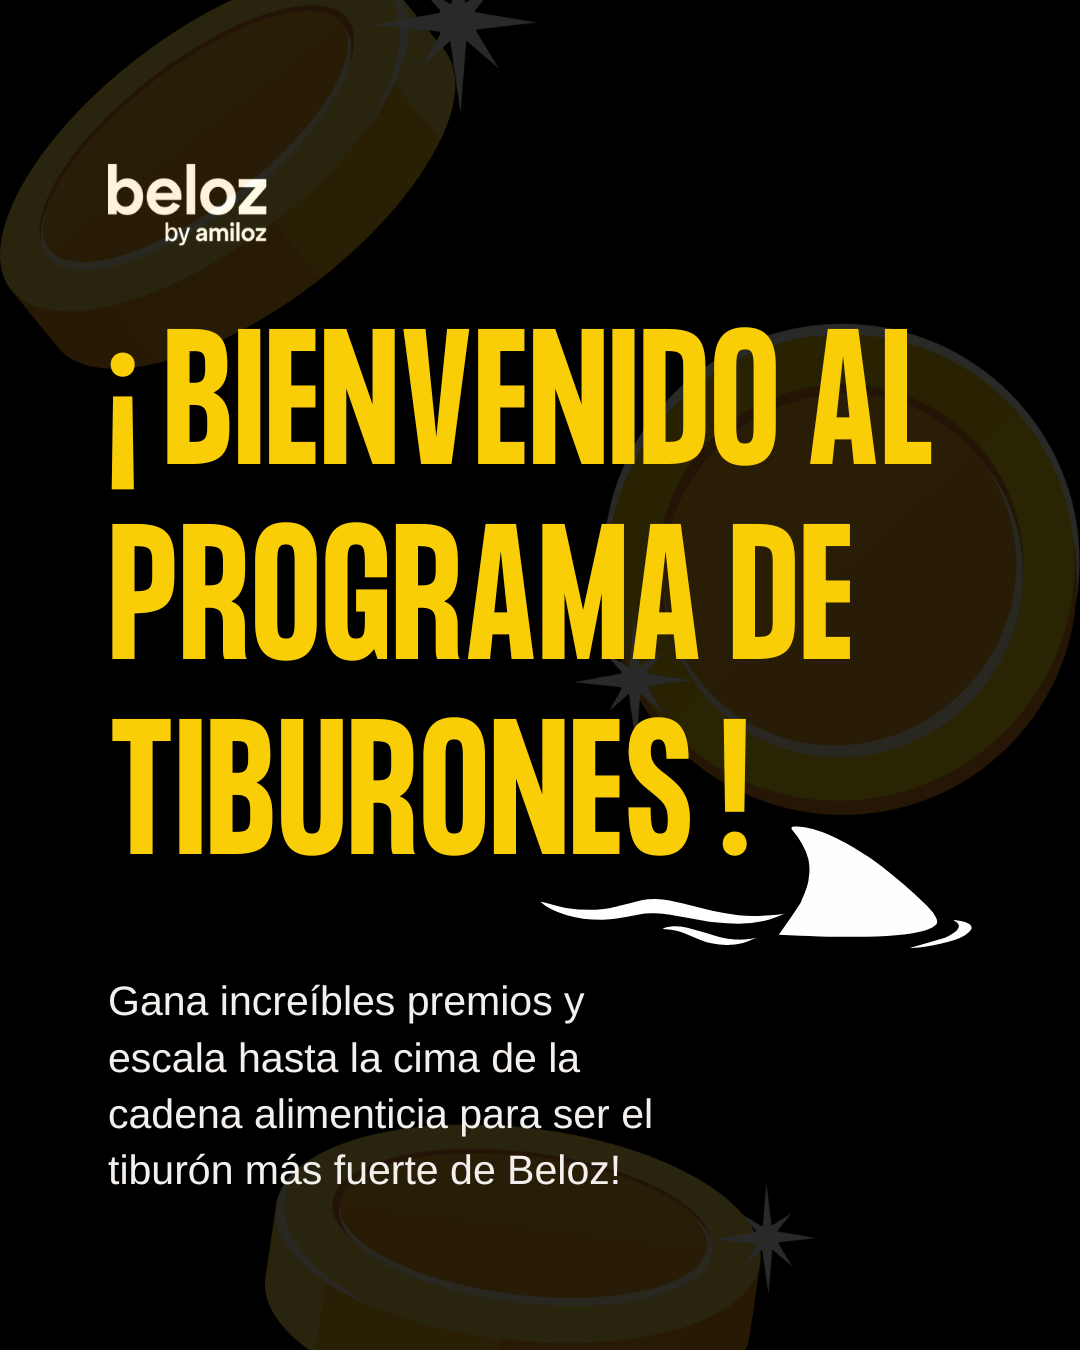 beloz
by amiloz
¡ BIENVENIDO AL
PROGRAMA DE
TIBURONES !
Gana increíbles premios y
escala hasta la cima de la
cadena alimenticia para ser el
tiburón más fuerte de Beloz!